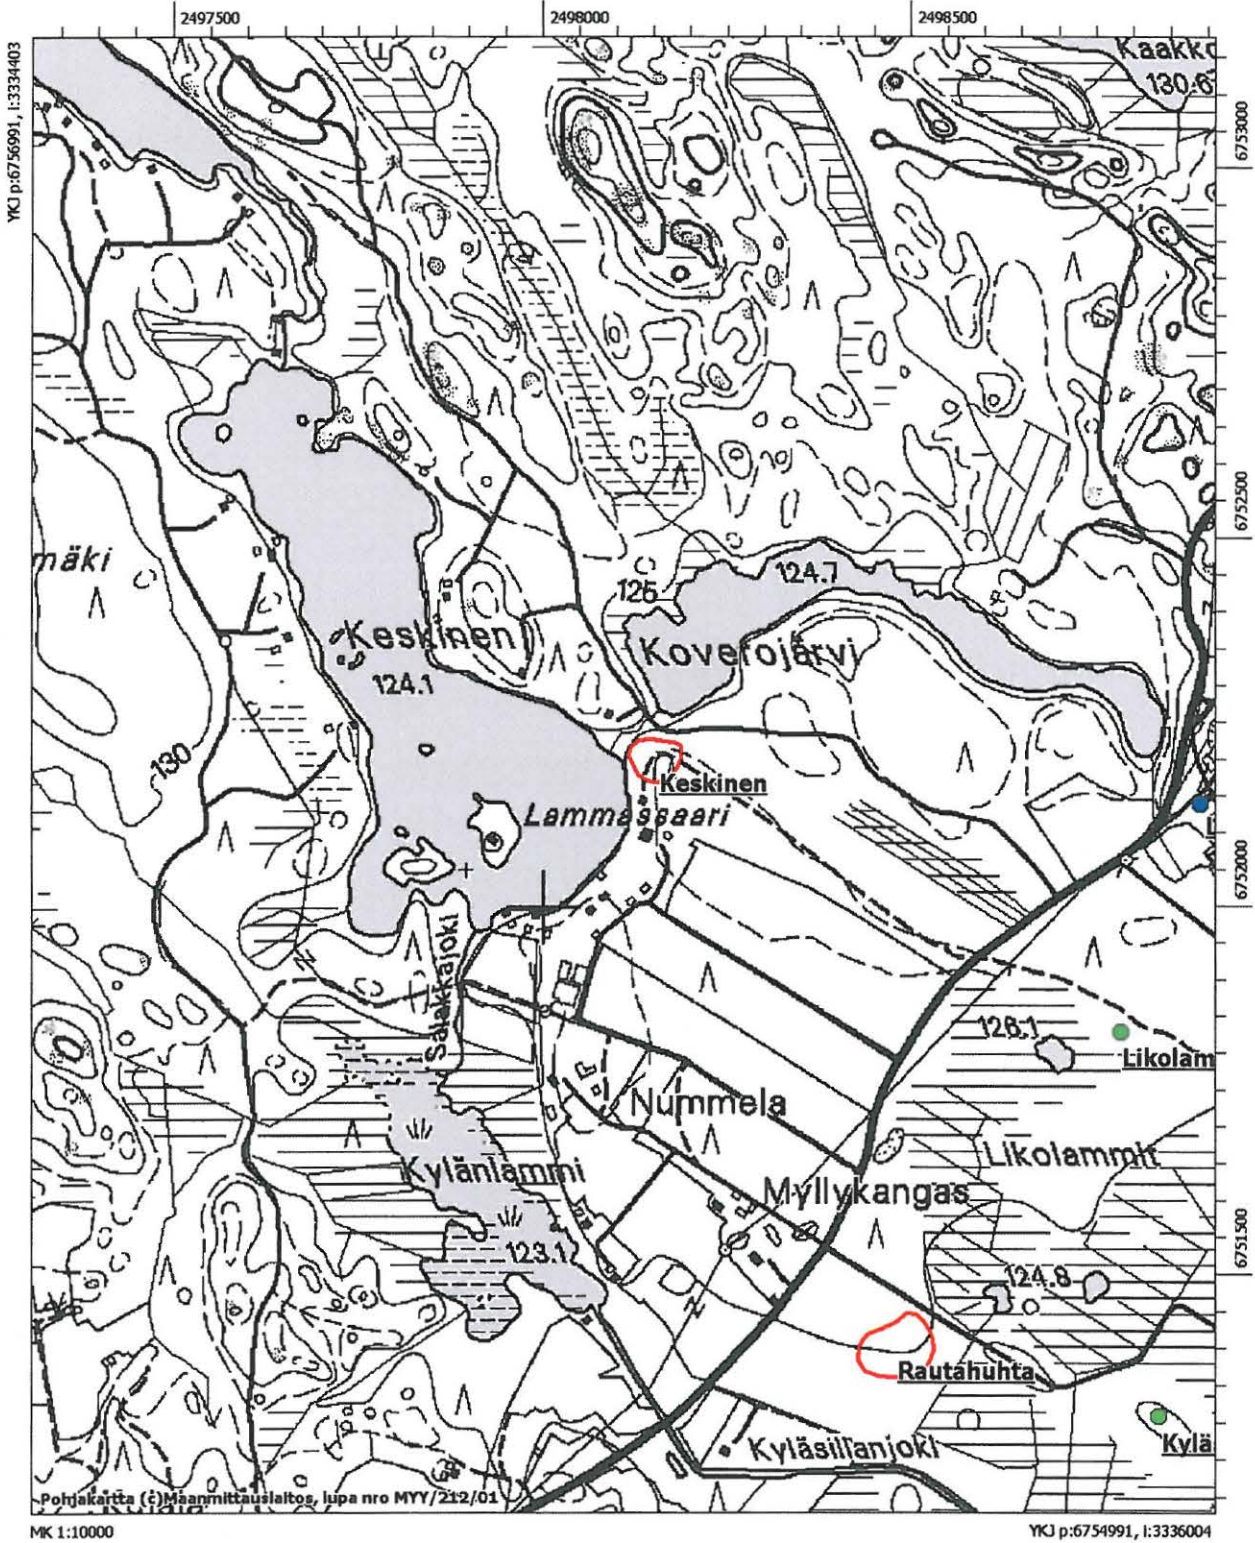 2497500
2498000
2498500
YKJ p:6756991, l:3334403
Kaakko
130.6
6753000
6752500
mäki
126
124.7
Keskinen
Koverojärvi
124.1
130
Keskinen
Lammassaari
6752000
Salakkajoki
126.1
Likolam
Nummela
Likolammit
Kylänlammi
Myllykangas
123.1
124.8
6751500
Rautahuhta
Kyläsillanjoki
Kylä
Pohjakartta (c)Maanmittauslaitos, lupa nro MYY/212/01
MK 1:10000
YKJ p:6754991, l:3336004